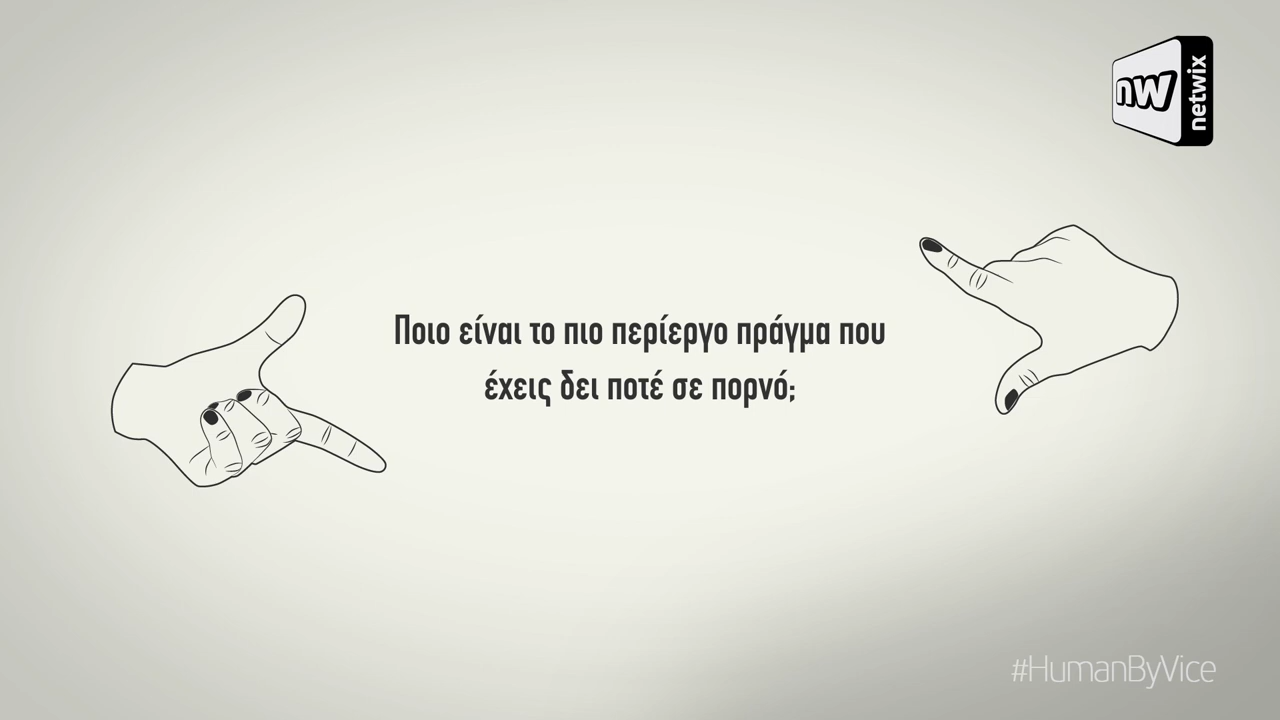 nw
netwix
Ποιο είναι το πιο περίεργο πράγμα που
έχεις δει ποτέ σε πορνό;
#HumanByVice